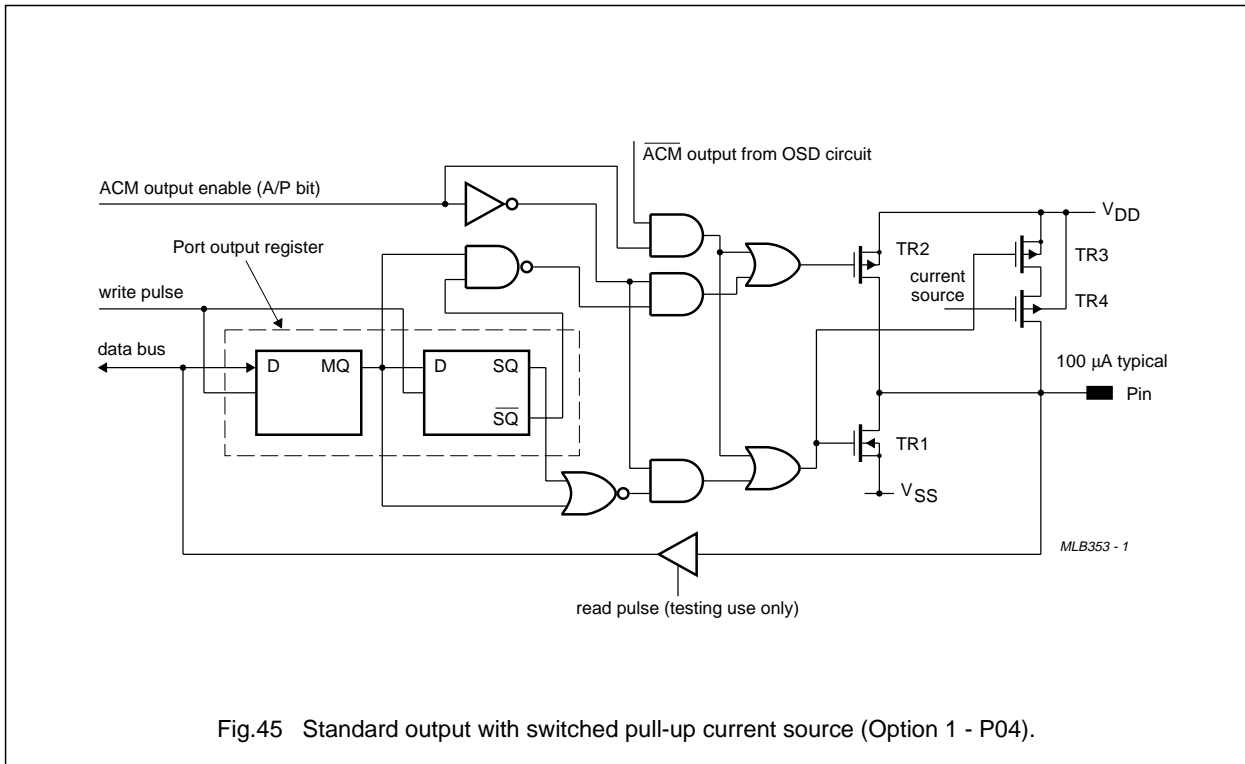 A̅C̅M̅ output from OSD circuit
ACM output enable (A/P bit)
Port output register
write pulse
data bus
D
MQ
D
SQ
S̅Q̅
TR2
current
source
V_DD
TR3
TR4
100 µA typical
Pin
TR1
V_SS
read pulse (testing use only)
MLB353 - 1
Fig.45 Standard output with switched pull-up current source (Option 1 - P04).